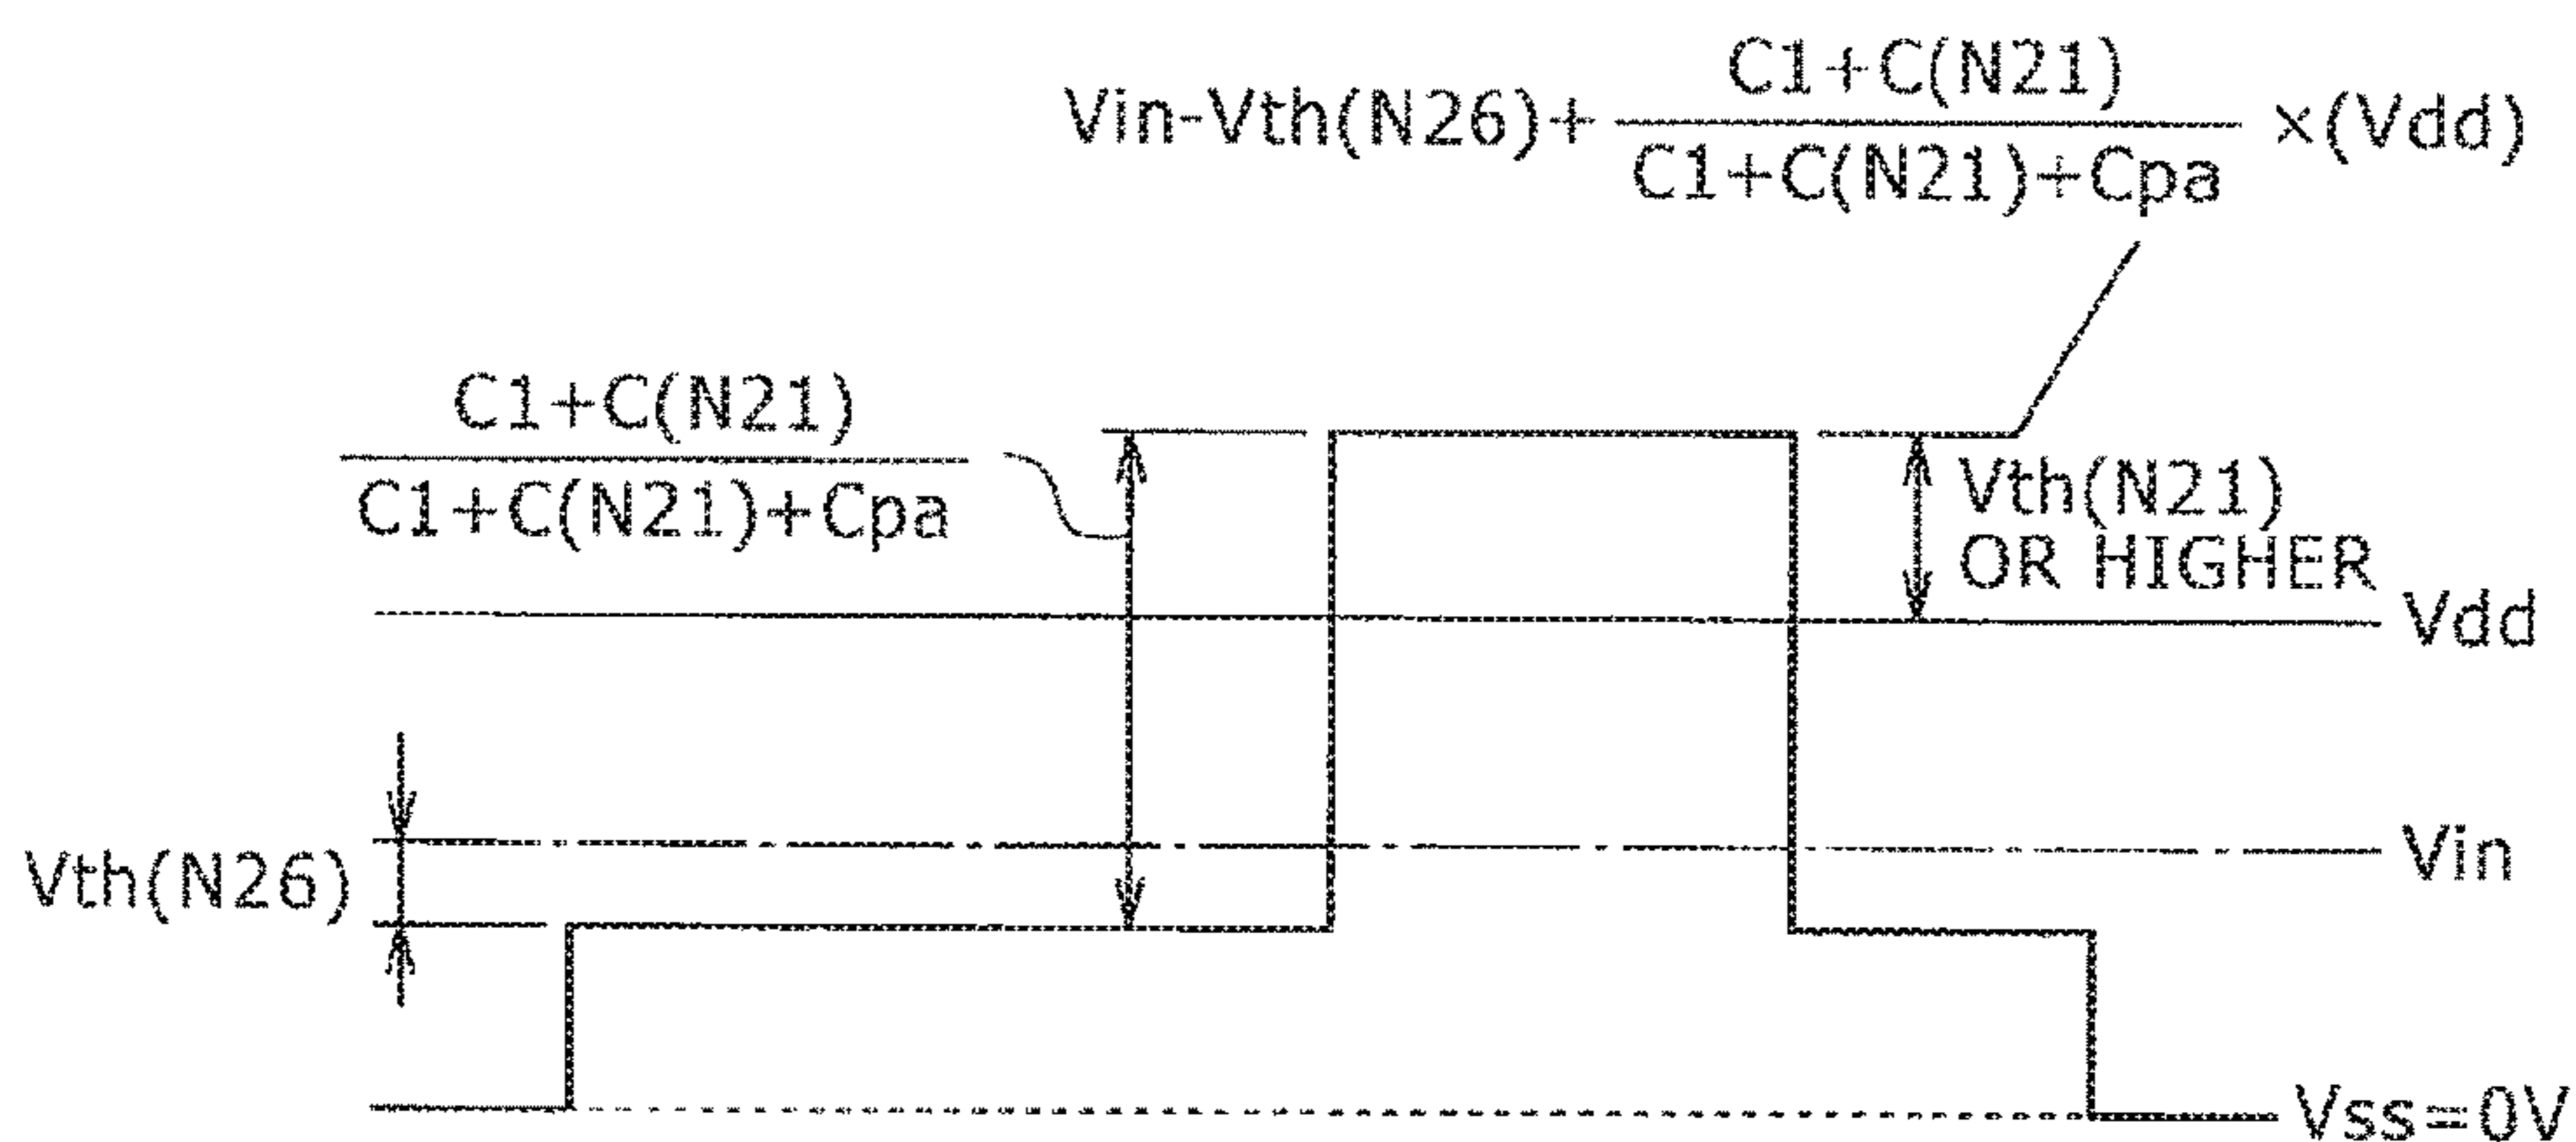 C1+C(N21)
Vin-Vth(N26)+ ×(Vdd)
C1+C(N21)+Cpa
C1+C(N21)
C1+C(N21)+Cpa
Vth(N21)
OR HIGHER
Vdd
Vin
Vth(N26)
Vss=0V